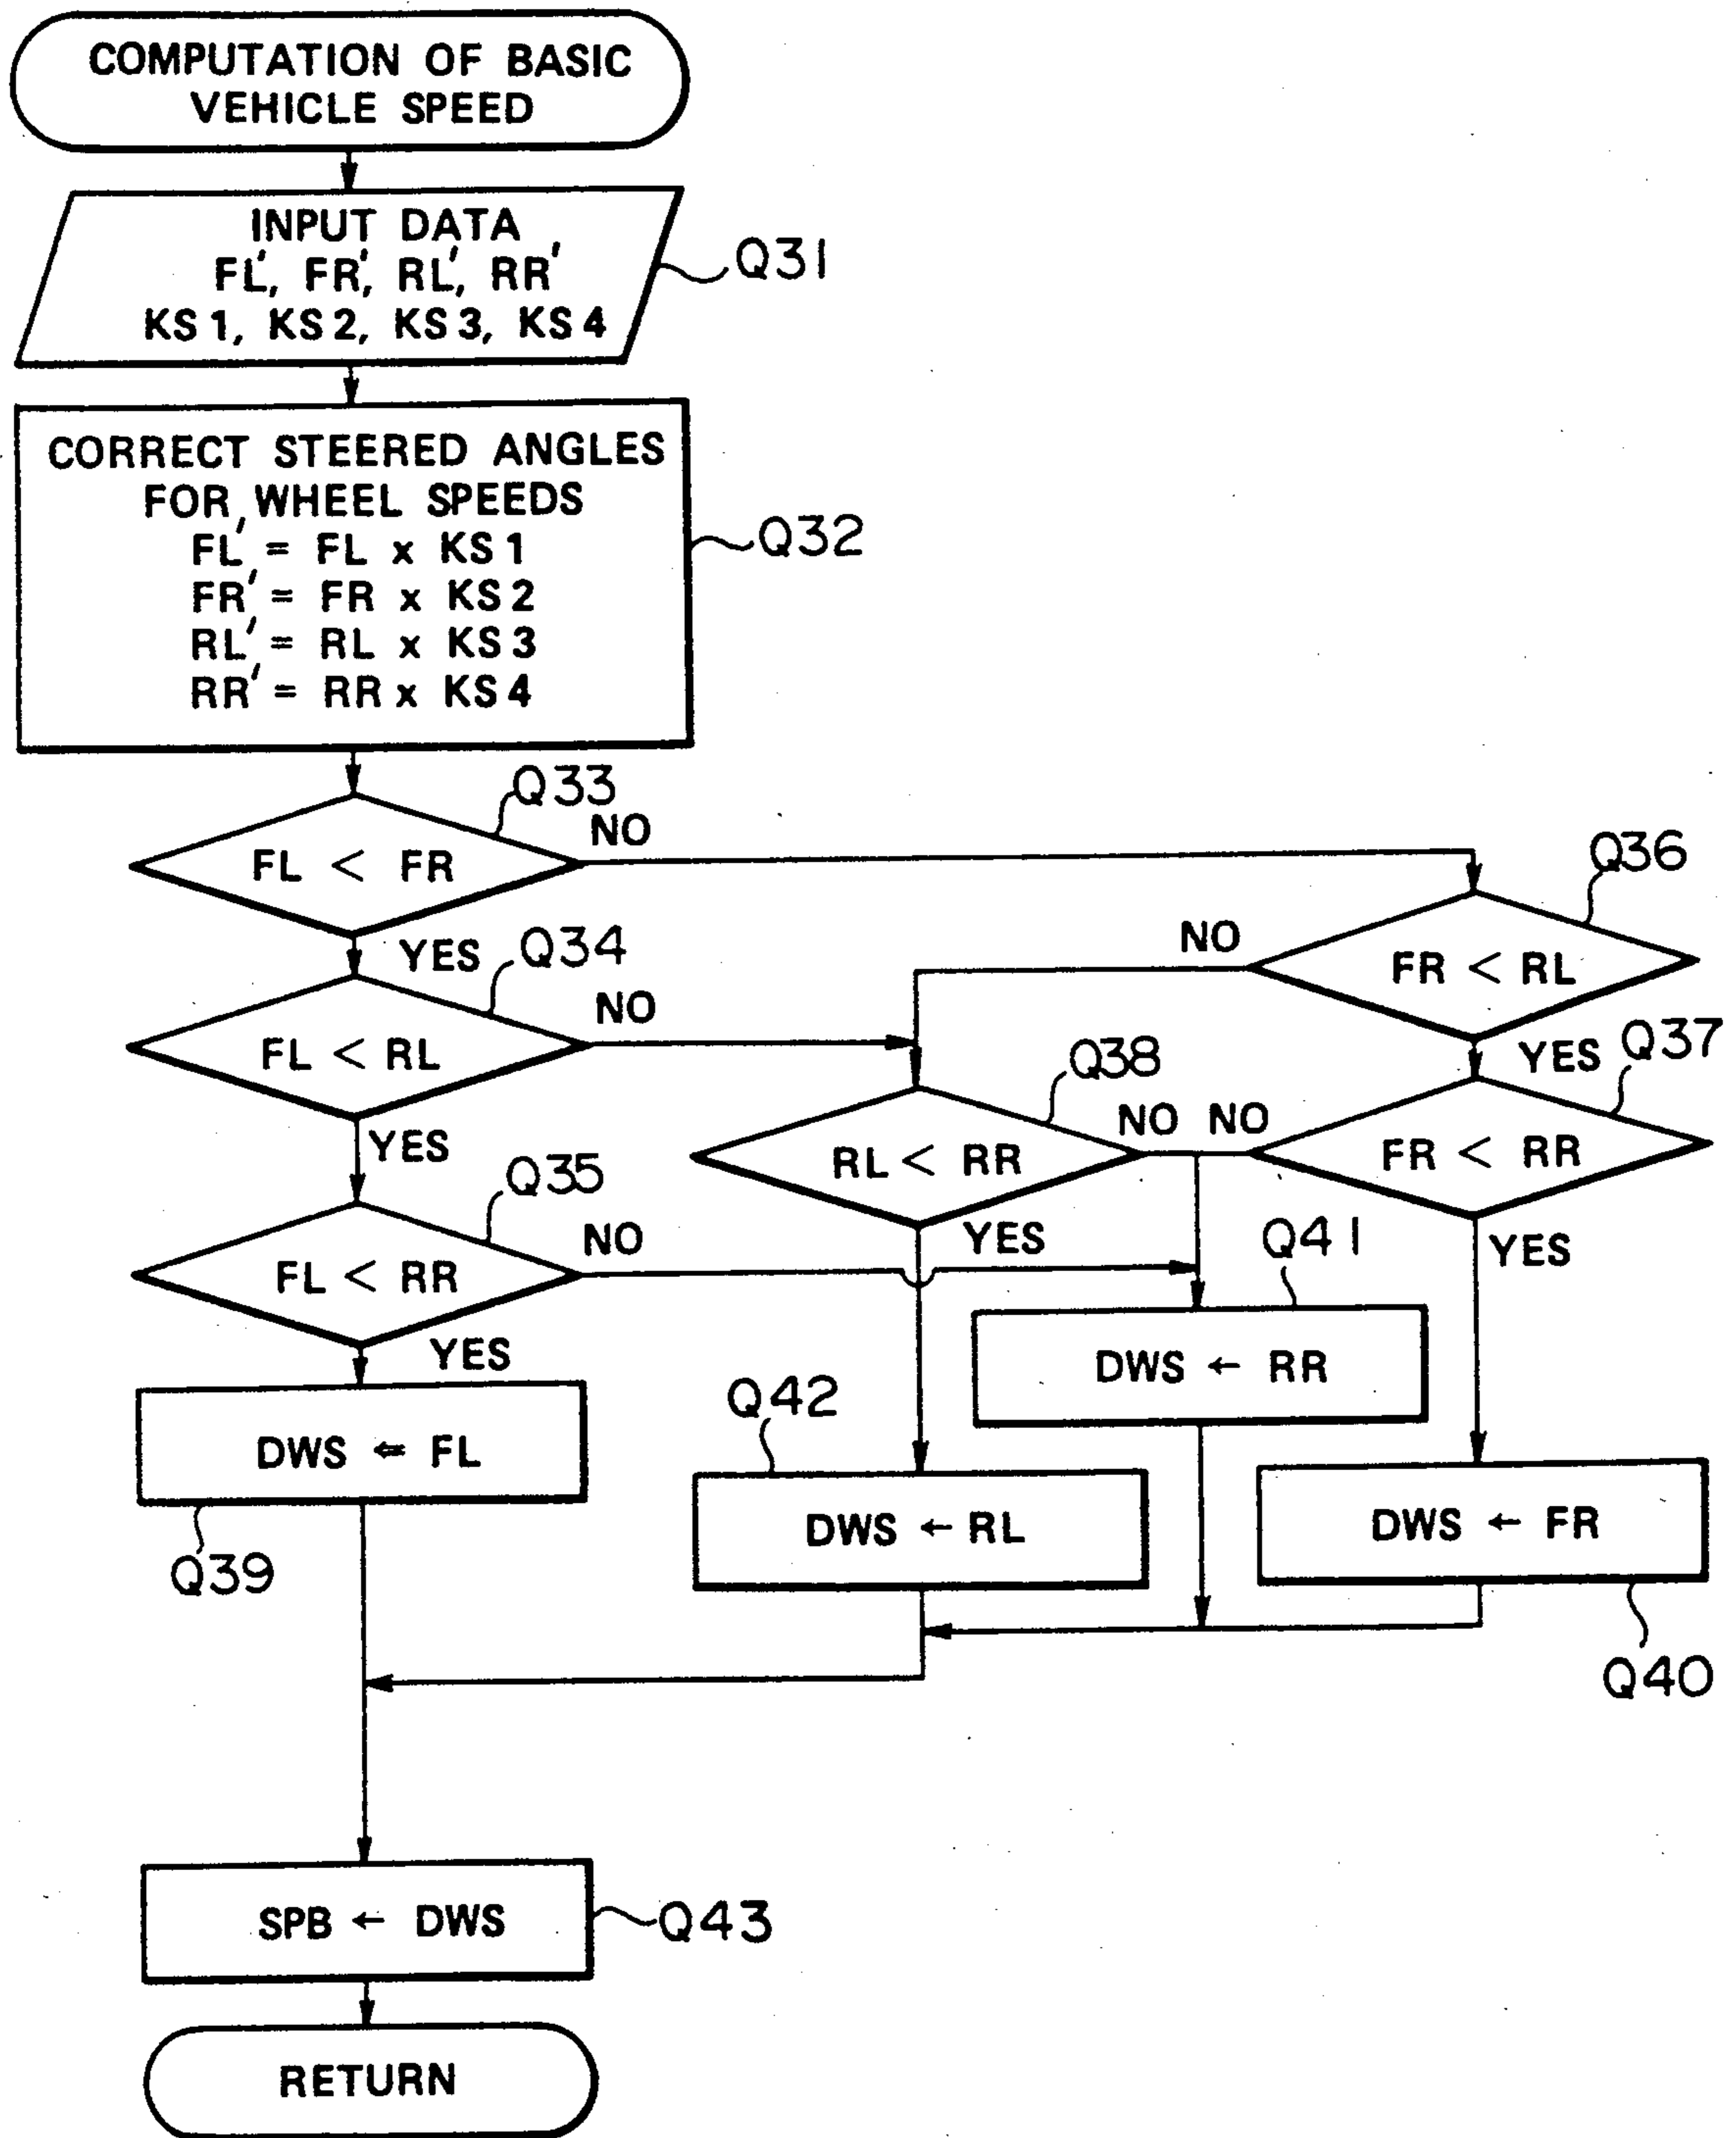 COMPUTATION OF BASIC
VEHICLE SPEED
INPUT DATA
FL', FR', RL', RR'
KS1, KS2, KS3, KS4
Q31
CORRECT STEERED ANGLES
FOR WHEEL SPEEDS
FL' = FL x KS1
FR' = FR x KS2
RL' = RL x KS3
RR' = RR x KS4
Q32
Q33
FL < FR
NO
YES
Q36
FR < RL
NO
YES
Q34
FL < RL
NO
YES
Q38
RL < RR
NO
YES
Q37
FR < RR
NO
YES
Q35
FL < RR
NO
YES
Q41
DWS ← RR
Q39
DWS ⇐ FL
Q42
DWS ← RL
DWS ← FR
Q40
SPB ← DWS
Q43
RETURN